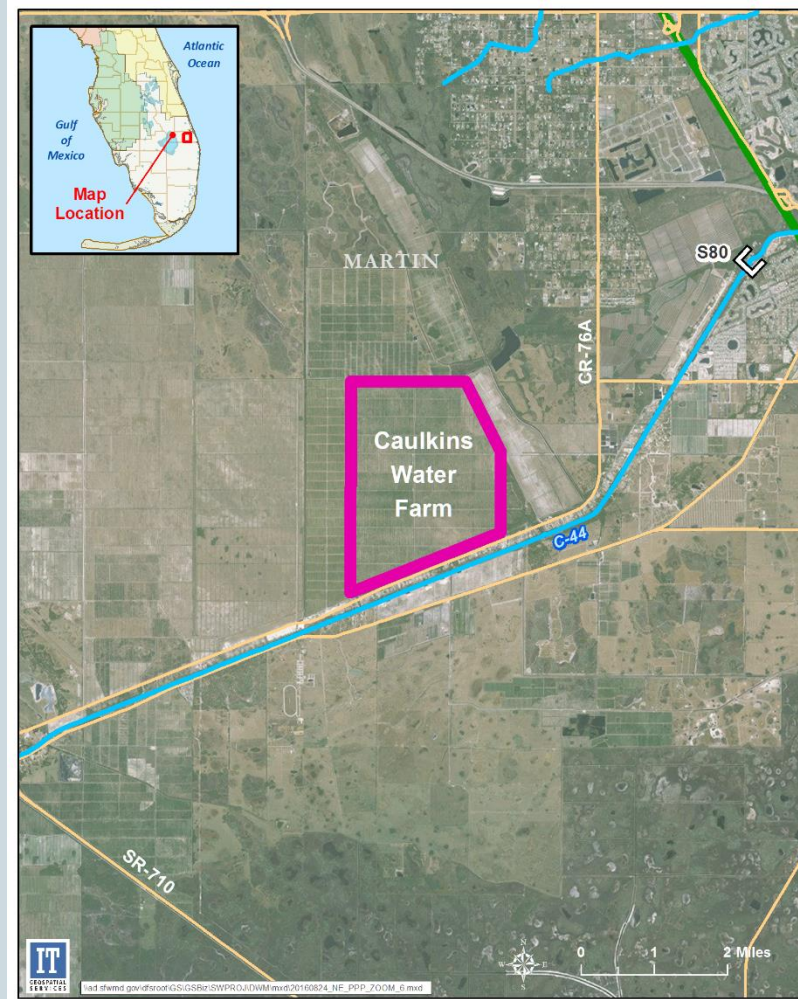 Atlantic
Ocean
Gulf
of
Mexico
Map
Location
MARTIN
S80
CR-76A
Caulkins
Water
Farm
C-44
SR-710
N
W E
S
0 1 2 Miles
IT
GEOSPATIAL
SERVICES
\\ad.sfwmd.gov\dfsroot\GS\GSBiz\SWPROJ\DWM\mxd\20160824_NE_PPP_ZOOM_6.mxd